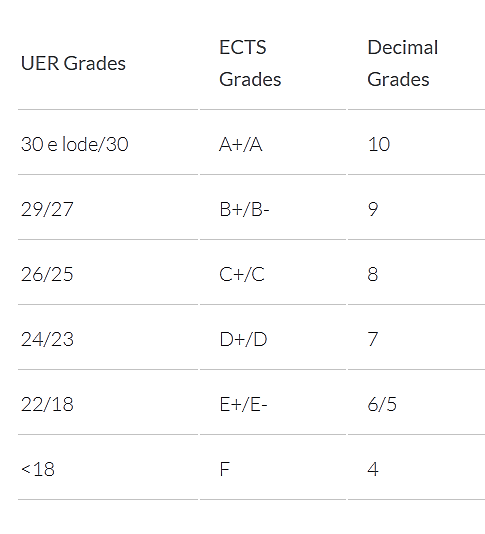 UER Grades ECTS Grades Decimal Grades
30 e lode/30 A+/A 10
29/27 B+/B- 9
26/25 C+/C 8
24/23 D+/D 7
22/18 E+/E- 6/5
<18 F 4